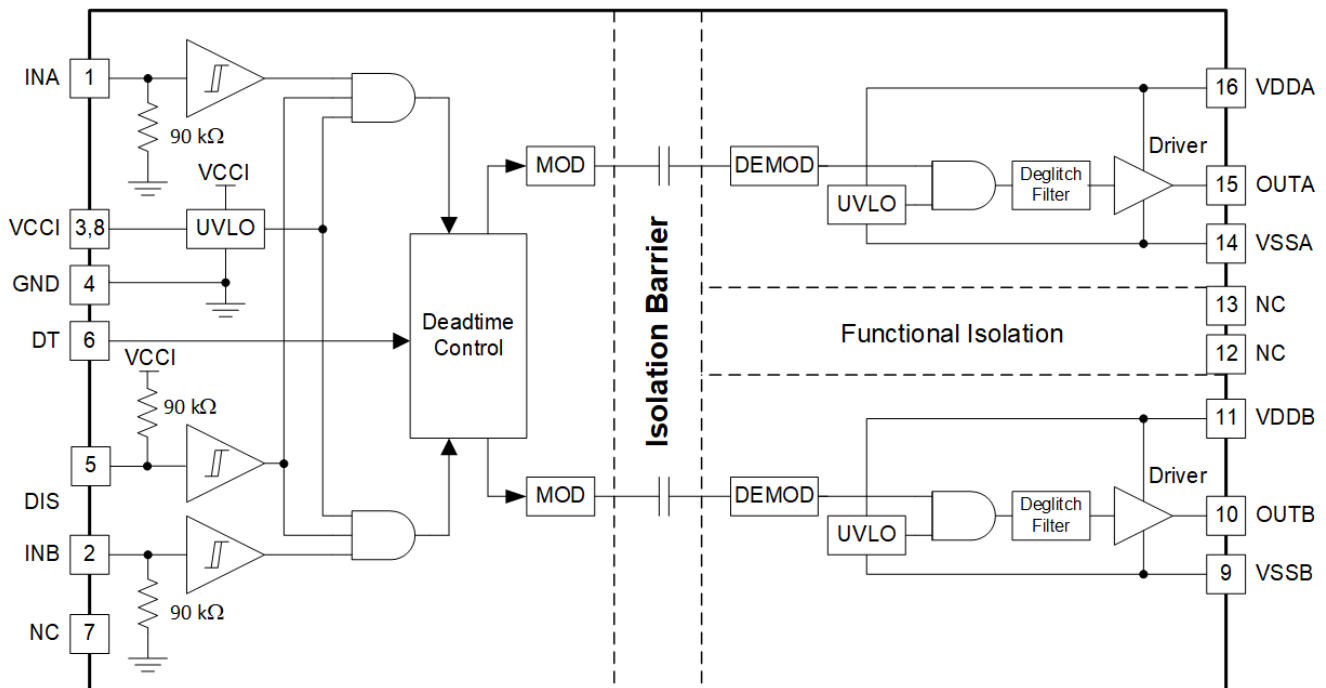 INA
1
90 kΩ
VCCI
VCCI
3,8
UVLO
GND
4
DT
6
VCCI
90 kΩ
5
DIS
INB
2
90 kΩ
NC
7
Deadtime
Control
MOD
MOD
Isolation Barrier
DEMOD
UVLO
Deglitch
Filter
Driver
16
VDDA
15
OUTA
14
VSSA
Functional Isolation
13
NC
12
NC
DEMOD
UVLO
Deglitch
Filter
Driver
11
VDDB
10
OUTB
9
VSSB